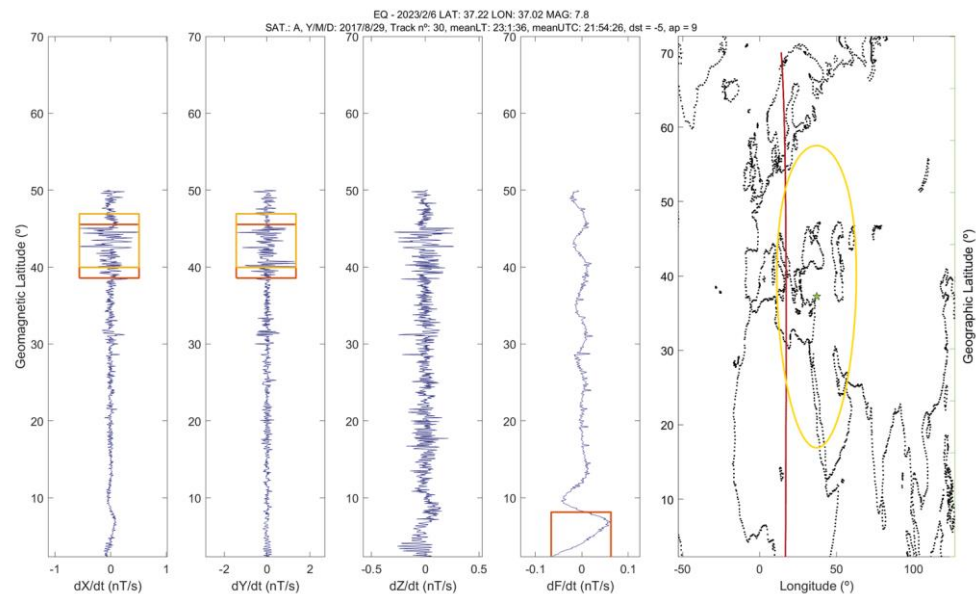 EQ - 2023/2/6 LAT: 37.22 LON: 37.02 MAG: 7.8
SAT.: A, Y/M/D: 2017/8/29, Track nº: 30, meanLT: 23:1:36, meanUTC: 21:54:26, dst = -5, ap = 9
70 70 70 70 70
60 60 60 60 60
50 50 50 50 50
40 40 40 40 40
30 30 30 30 30
20 20 20 20 20
10 10 10 10 10
Geomagnetic Latitude (º)
Geographic Latitude (º)
-1 0 1
-2 0 2
-0.5 0 0.5
-0.1 0 0.1
-50 0 50 100
dX/dt (nT/s)
dY/dt (nT/s)
dZ/dt (nT/s)
dF/dt (nT/s)
Longitude (º)